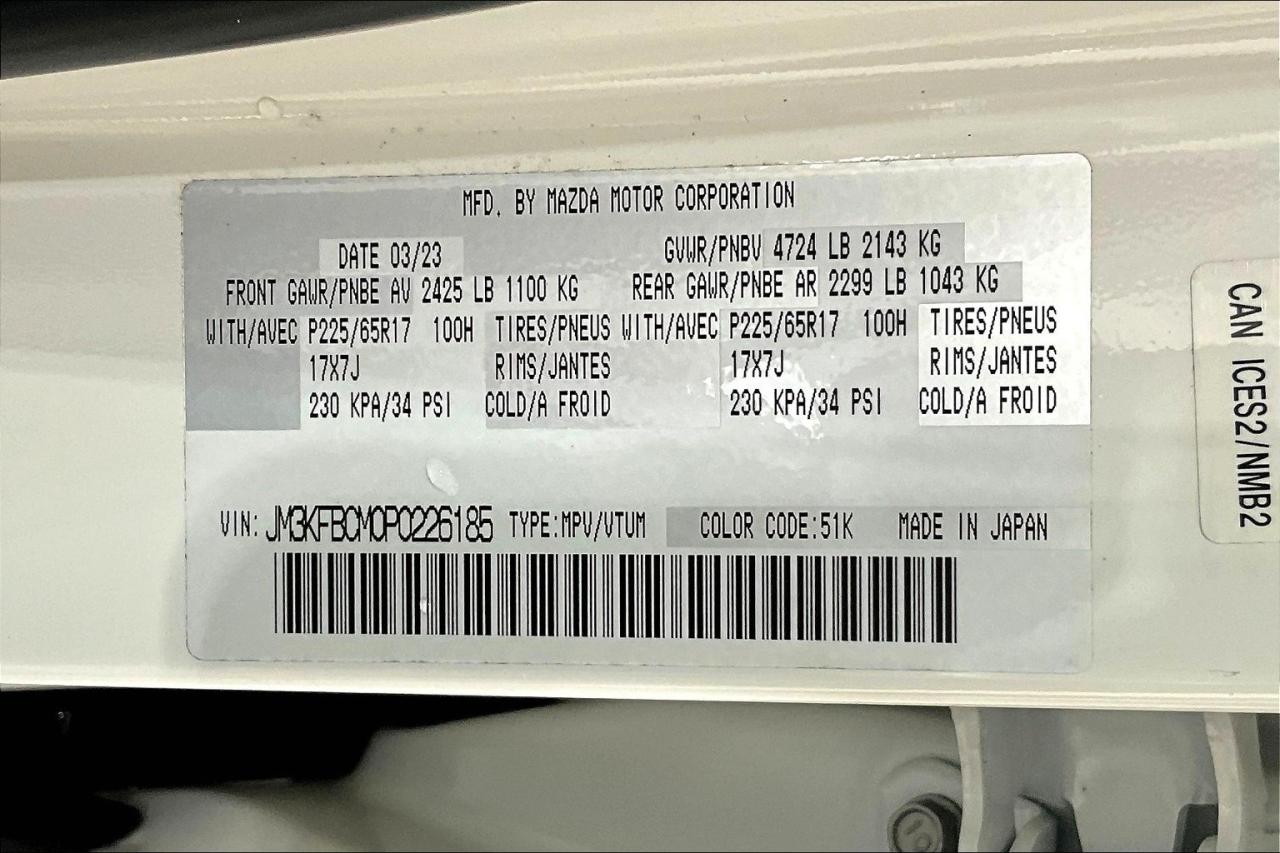 MFD. BY MAZDA MOTOR CORPORATION
DATE 03/23 GVWR/PNBV 4724 LB 2143 KG
FRONT GAWR/PNBE AV 2425 LB 1100 KG REAR GAWR/PNBE AR 2299 LB 1043 KG
WITH/AVEC P225/65R17 100H TIRES/PNEUS WITH/AVEC P225/65R17 100H TIRES/PNEUS
17X7J RIMS/JANTES 17X7J RIMS/JANTES
230 KPA/34 PSI COLD/A FROID 230 KPA/34 PSI COLD/A FROID
VIN: JM3KFBCM0P0226185 TYPE:MPV/VTUM COLOR CODE:51K MADE IN JAPAN
CAN ICES2/NMB2
10